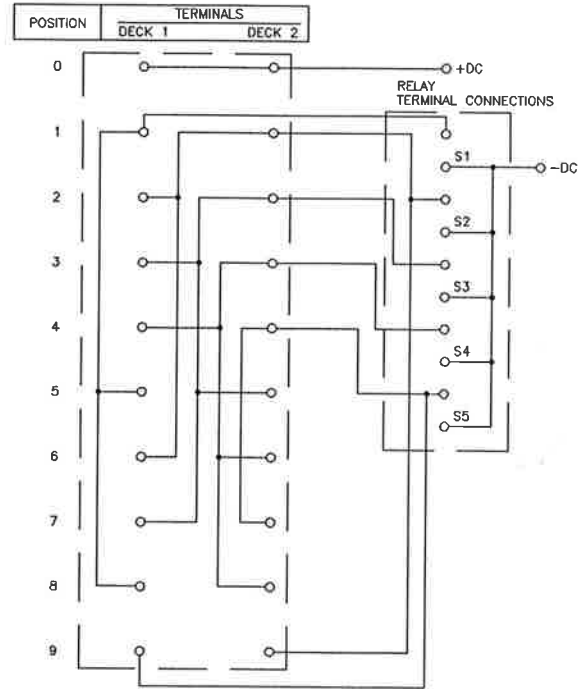 POSITION
TERMINALS
DECK 1 DECK 2
0
+DC
RELAY
TERMINAL CONNECTIONS
1
S1
-DC
2
S2
3
S3
4
S4
5
S5
6
7
8
9